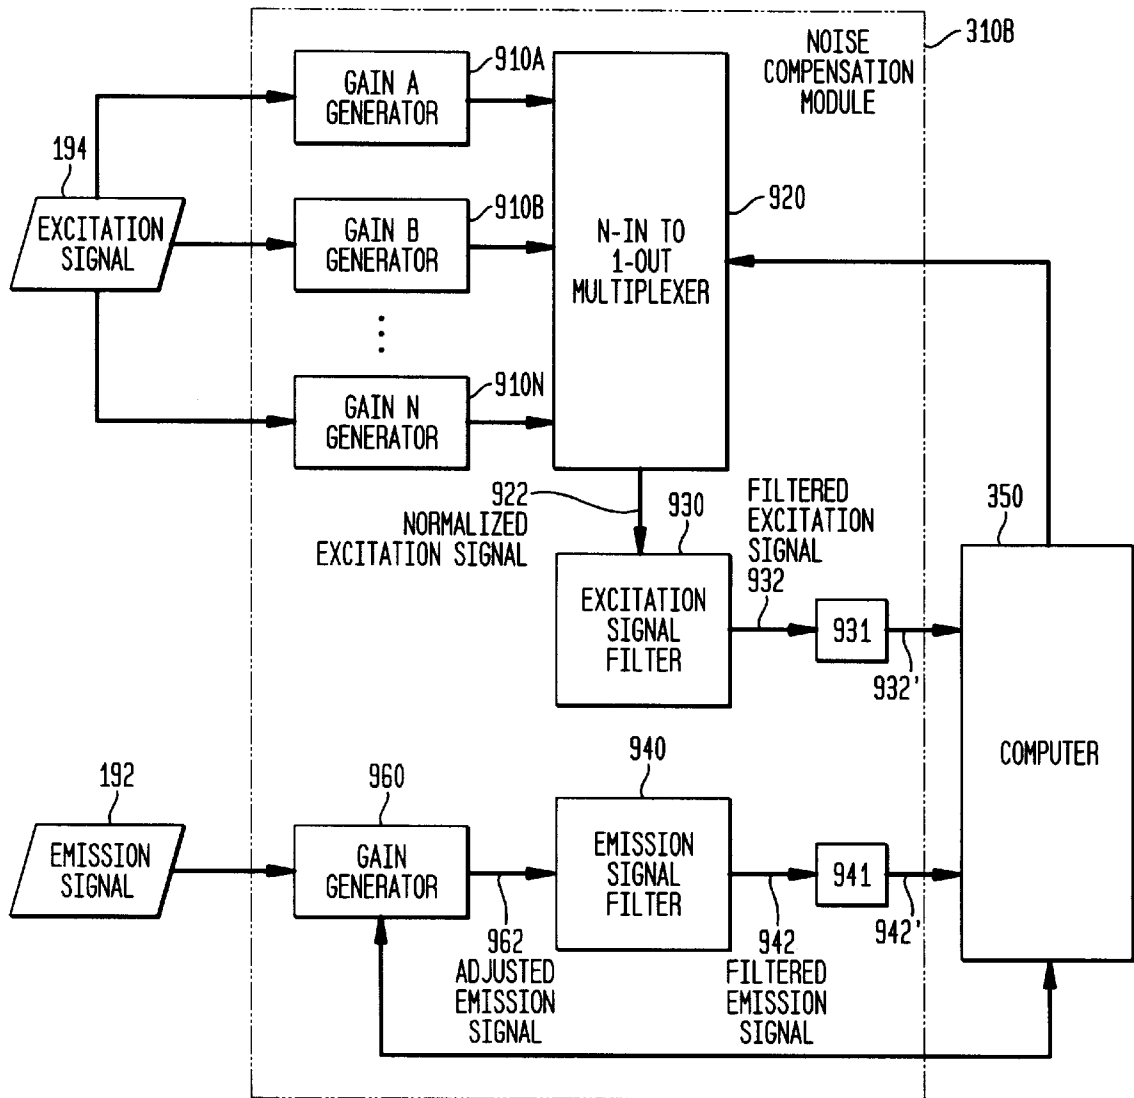 310B
NOISE
COMPENSATION
MODULE
910A
GAIN A
GENERATOR
194
EXCITATION
SIGNAL
910B
GAIN B
GENERATOR
920
N-IN TO
1-OUT
MULTIPLEXER
910N
GAIN N
GENERATOR
922
NORMALIZED
EXCITATION SIGNAL
930
EXCITATION
SIGNAL
FILTER
FILTERED
EXCITATION
SIGNAL
932
931
932'
350
COMPUTER
192
EMISSION
SIGNAL
960
GAIN
GENERATOR
962
ADJUSTED
EMISSION
SIGNAL
940
EMISSION
SIGNAL
FILTER
942
FILTERED
EMISSION
SIGNAL
941
942'